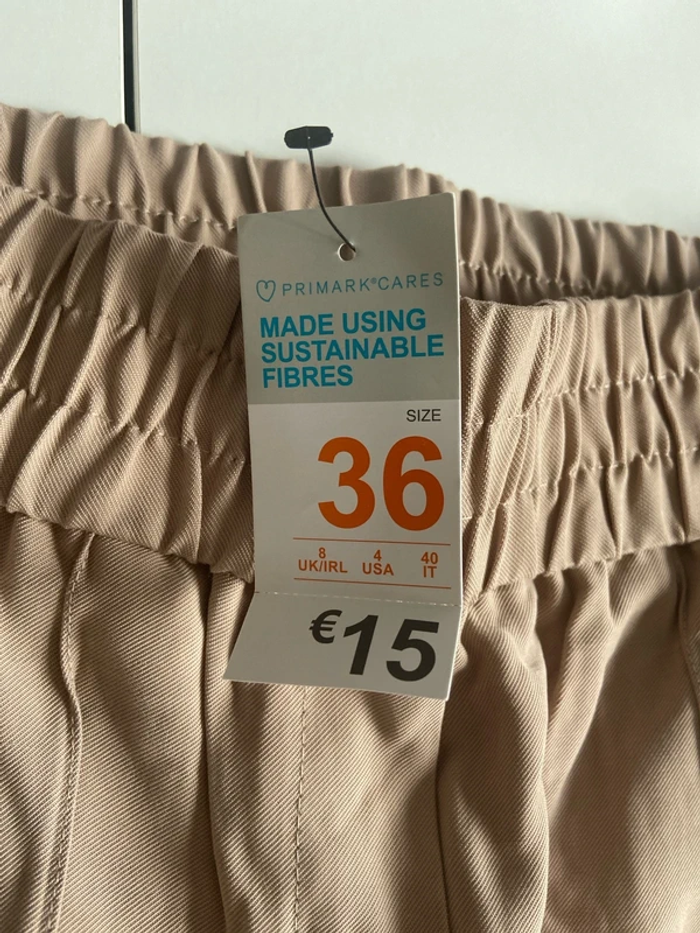 PRIMARK®CARES
MADE USING
SUSTAINABLE
FIBRES
SIZE
36
8 4 40
UK/IRL USA IT
€15